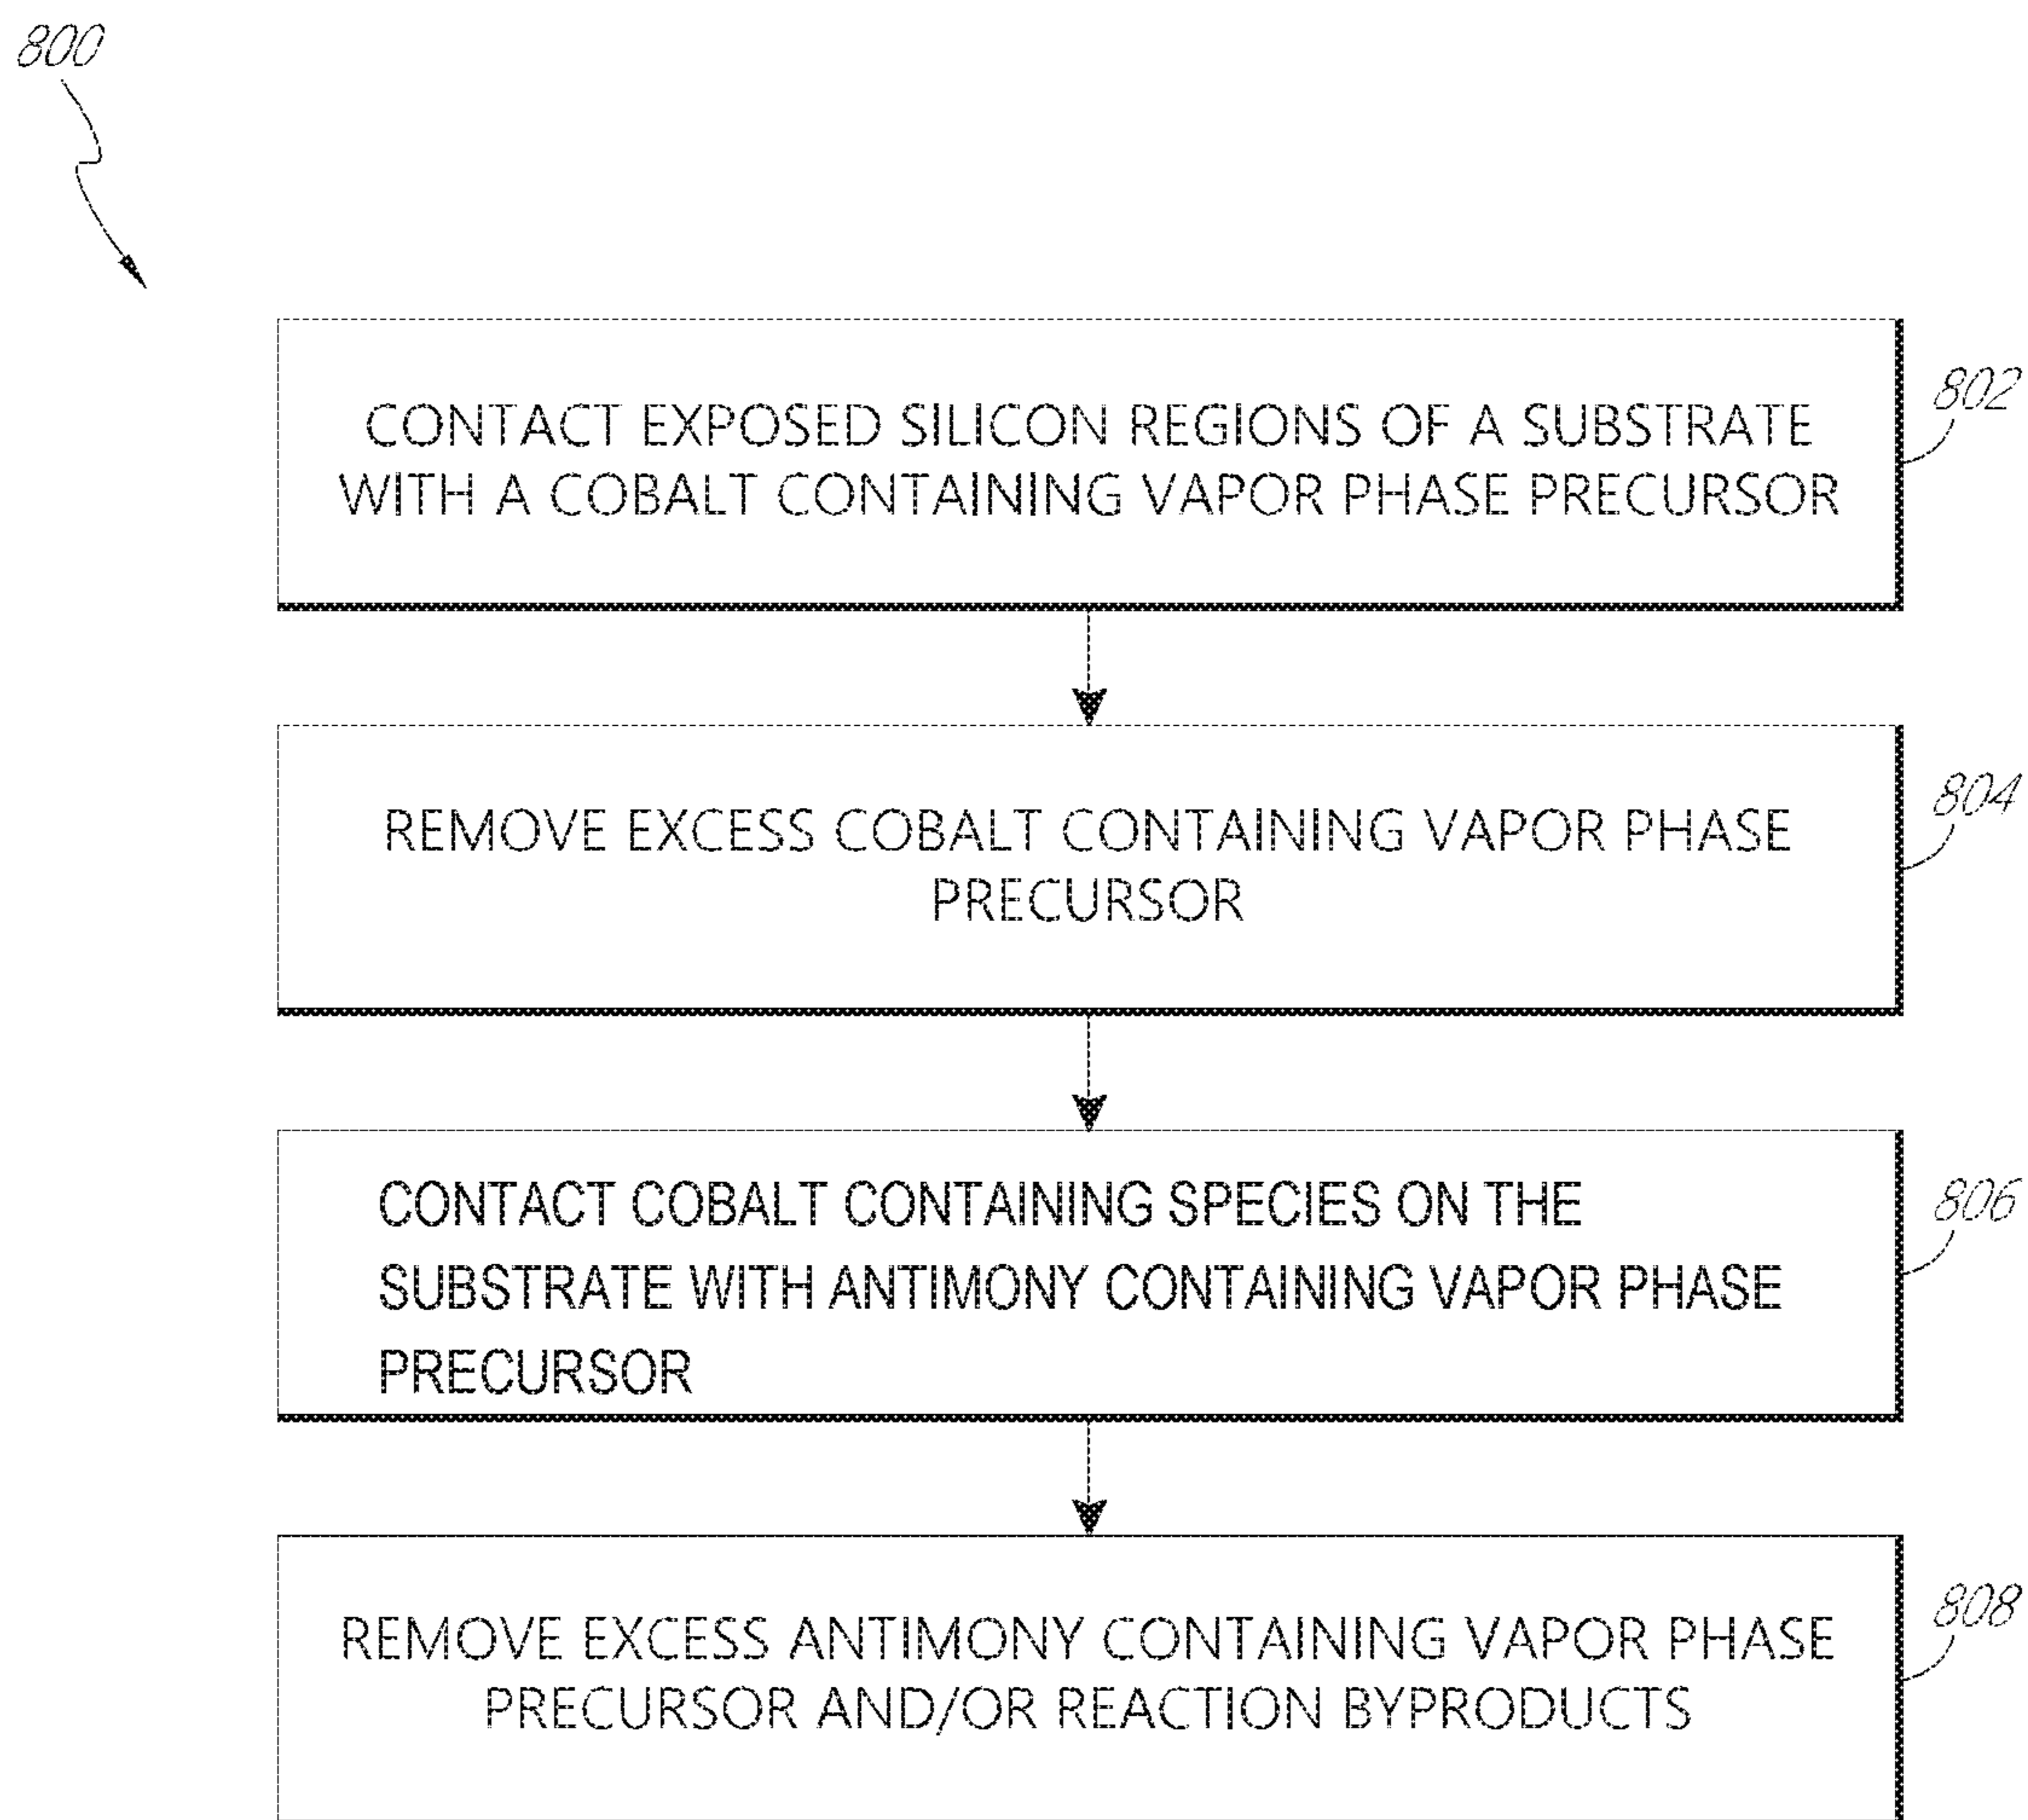 800
CONTACT EXPOSED SILICON REGIONS OF A SUBSTRATE
WITH A COBALT CONTAINING VAPOR PHASE PRECURSOR
802
REMOVE EXCESS COBALT CONTAINING VAPOR PHASE
PRECURSOR
804
CONTACT COBALT CONTAINING SPECIES ON THE
SUBSTRATE WITH ANTIMONY CONTAINING VAPOR PHASE
PRECURSOR
806
REMOVE EXCESS ANTIMONY CONTAINING VAPOR PHASE
PRECURSOR AND/OR REACTION BYPRODUCTS
808